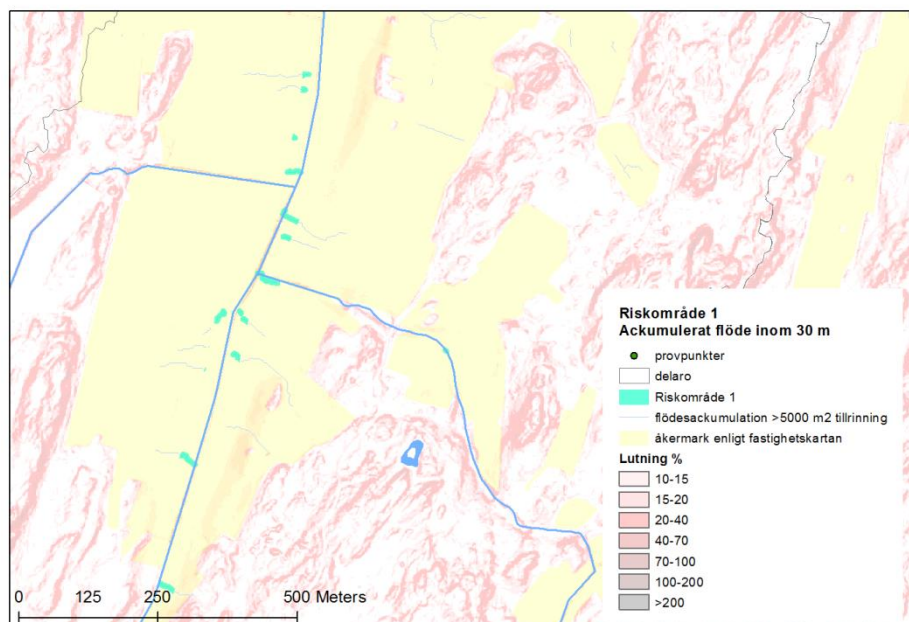 Riskområde 1
Ackumulerat flöde inom 30 m
provpunkter
delaro
Riskområde 1
flödesackumulation >5000 m2 tillrinning
åkermark enligt fastighetskartan
Lutning %
10-15
15-20
20-40
40-70
70-100
100-200
>200
0 125 250 500 Meters